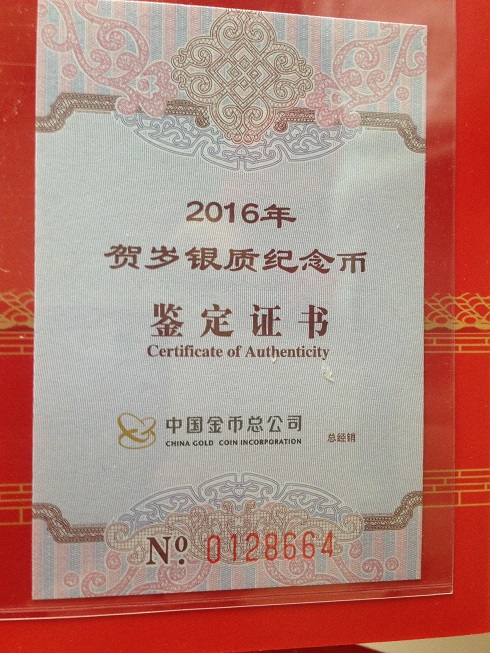 2016年
贺岁银质纪念币
鉴定证书
Certificate of Authenticity
中国金币总公司
CHINA GOLD COIN INCORPORATION
总经销
No. 0128664